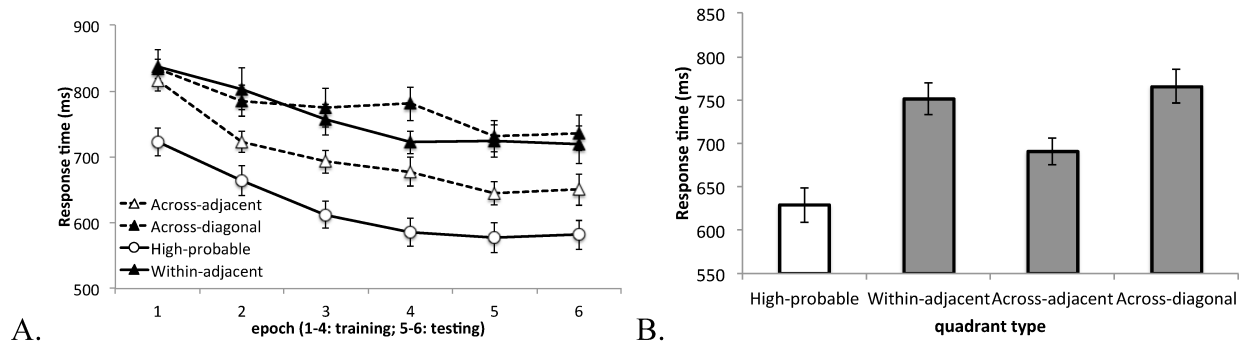 900
800
700
600
500
Response time (ms)
Across-adjacent
Across-diagonal
High-probable
Within-adjacent
1 2 3 4 5 6
epoch (1-4: training; 5-6: testing)
A.
850
800
750
700
650
600
550
Response time (ms)
High-probable Within-adjacent Across-adjacent Across-diagonal
quadrant type
B.